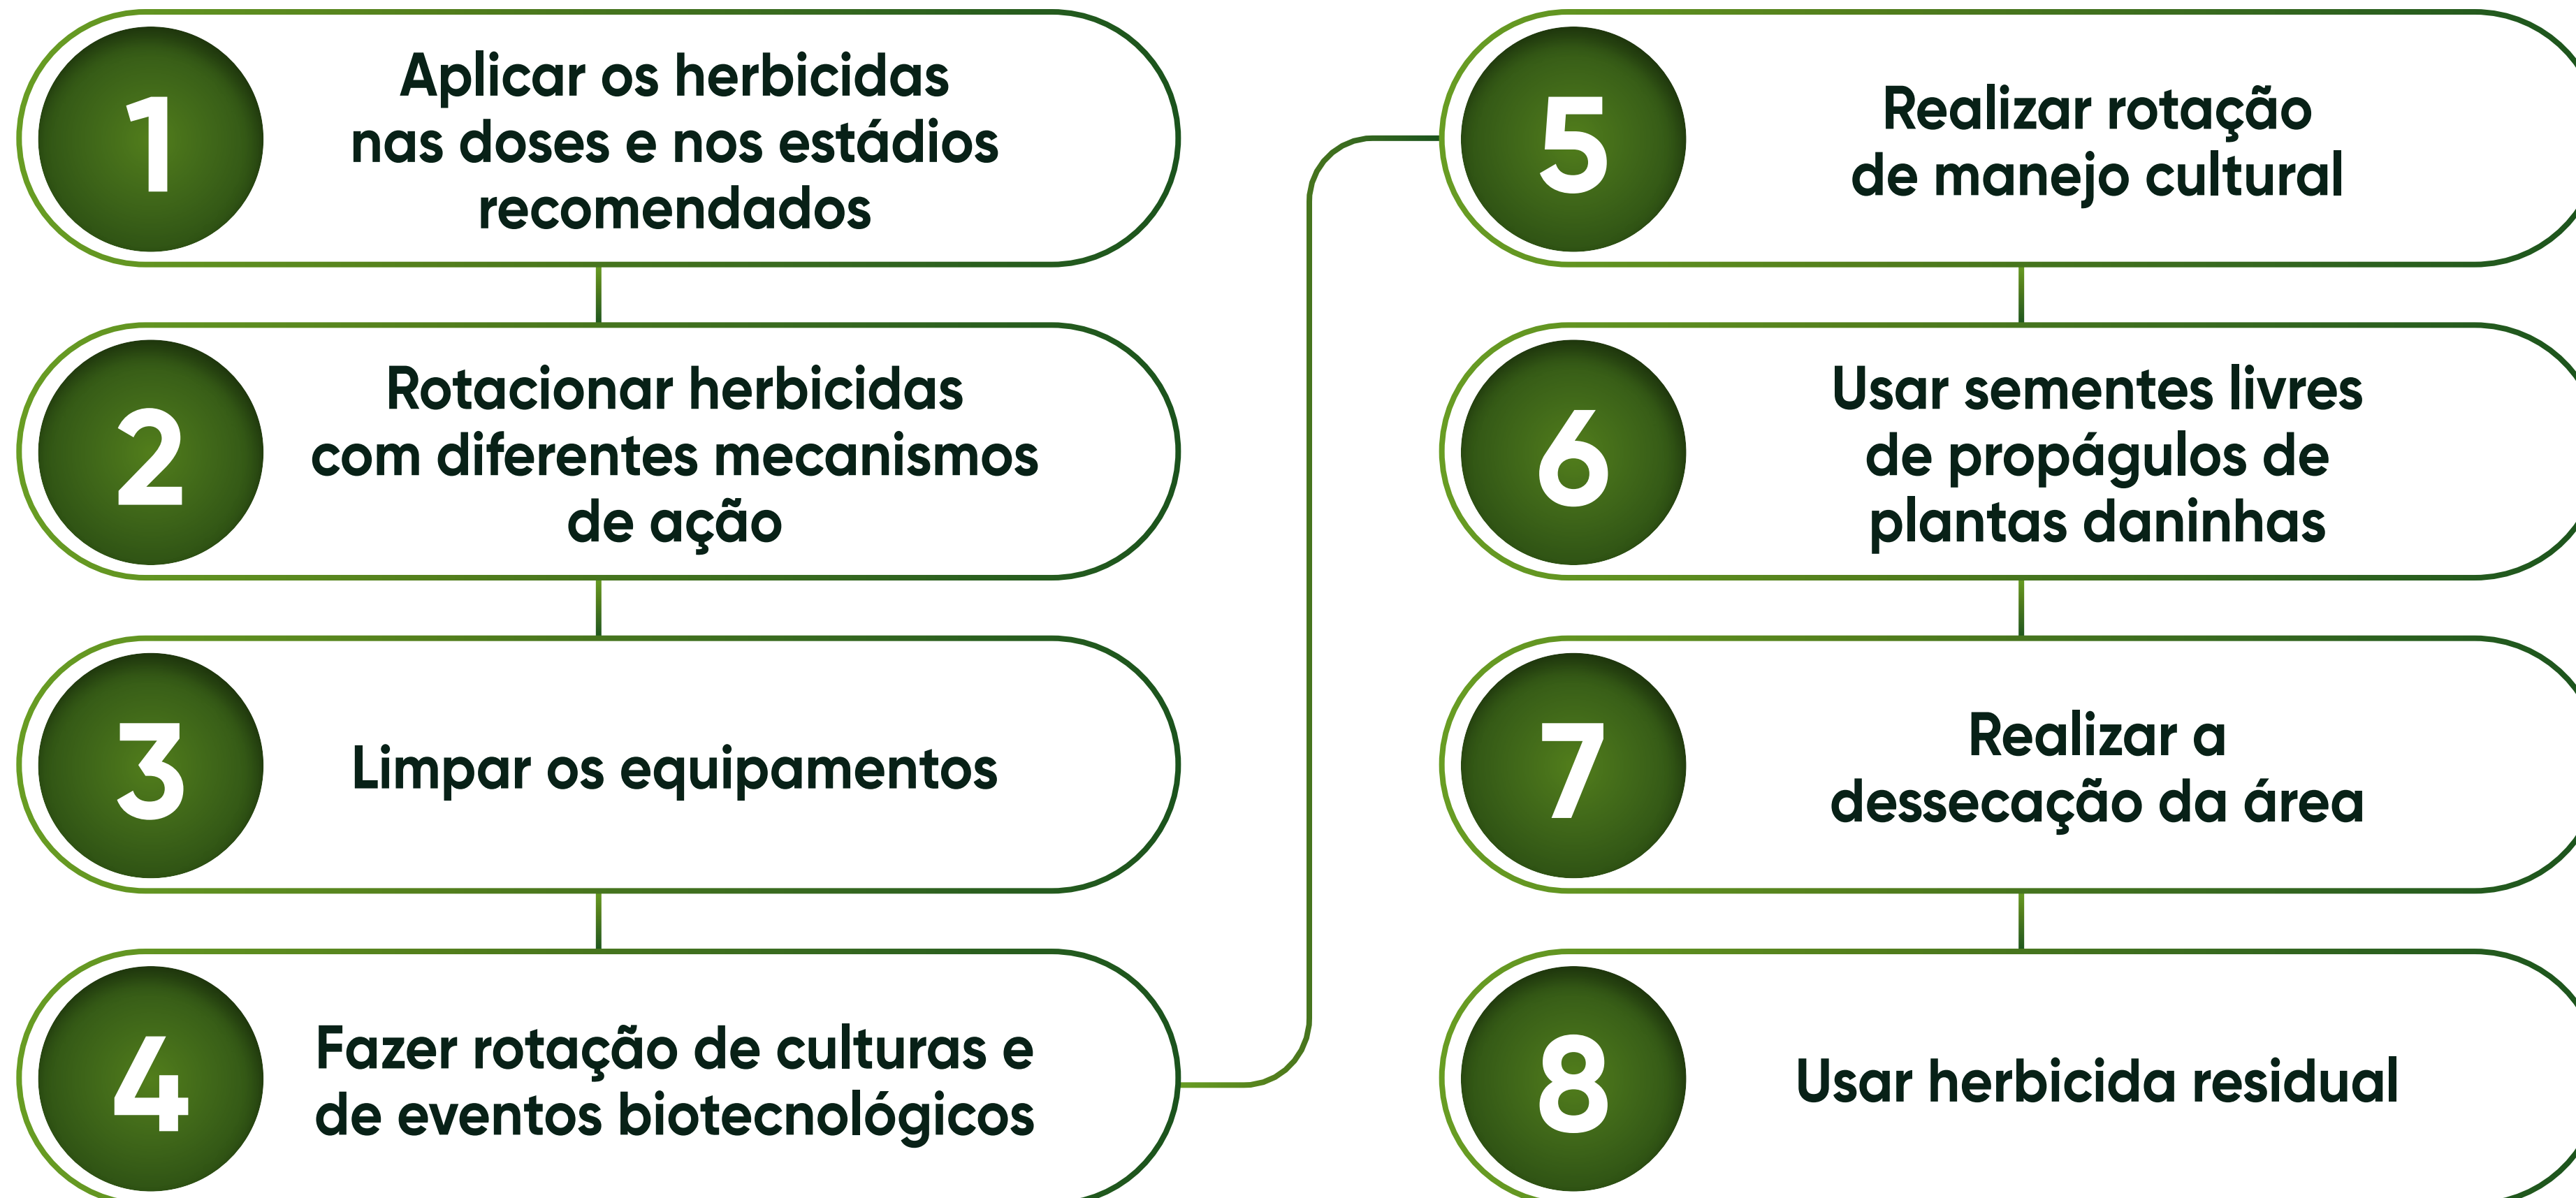 1
Aplicar os herbicidas
nas doses e nos estádios
recomendados
2
Rotacionar herbicidas
com diferentes mecanismos
de ação
3
Limpar os equipamentos
4
Fazer rotação de culturas e
de eventos biotecnológicos
5
Realizar rotação
de manejo cultural
6
Usar sementes livres
de propágulos de
plantas daninhas
7
Realizar a
dessecação da área
8
Usar herbicida residual